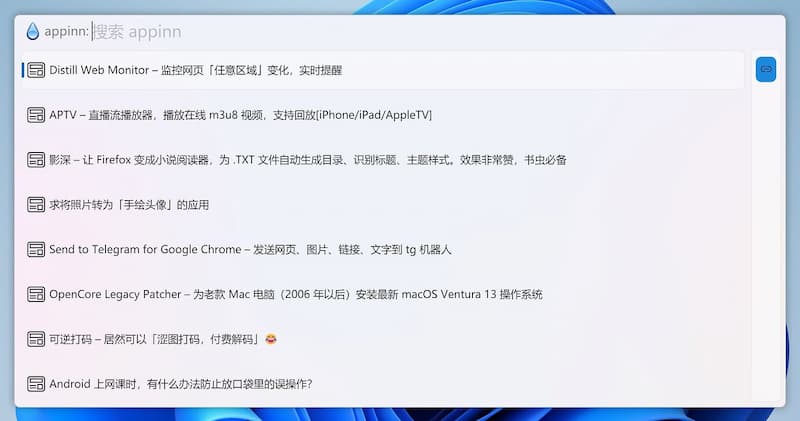 appinn: 搜索 appinn
Distill Web Monitor – 监控网页「任意区域」变化，实时提醒
APTV – 直播流播放器，播放在线 m3u8 视频，支持回放[iPhone/iPad/AppleTV]
影深 – 让 Firefox 变成小说阅读器，为 .TXT 文件自动生成目录、识别标题、主题样式。效果非常赞，书虫必备
求将照片转为「手绘头像」的应用
Send to Telegram for Google Chrome – 发送网页、图片、链接、文字到 tg 机器人
OpenCore Legacy Patcher – 为老款 Mac 电脑（2006 年以后）安装最新 macOS Ventura 13 操作系统
可逆打码 – 居然可以「涩图打码，付费解码」😂
Android 上网课时，有什么办法防止放口袋里的误操作？